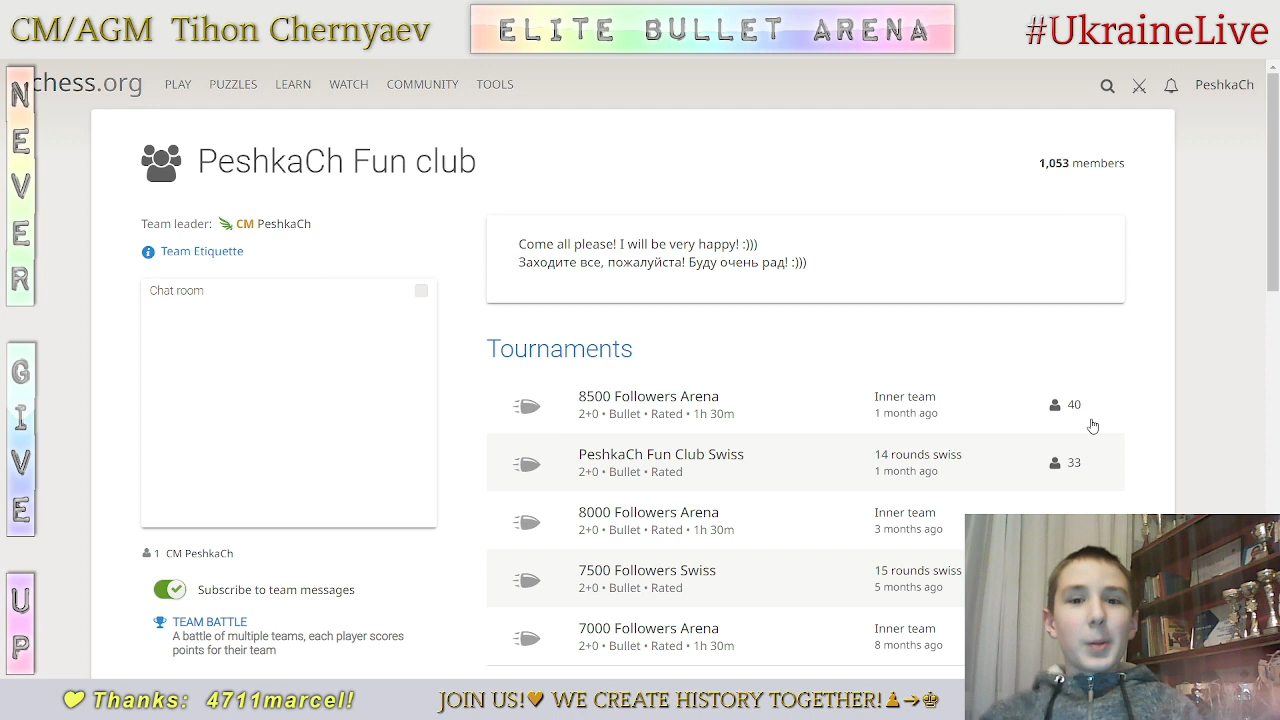 CM/AGM Tihon Chernyaev
ELITE BULLET ARENA
#UkraineLive
NEVER
GIVE
UP
chess.org
PLAY PUZZLES LEARN WATCH COMMUNITY TOOLS
PeshkaCh
PeshkaCh Fun club
1,053 members
Team leader: CM PeshkaCh
Team Etiquette
Chat room
Come all please! I will be very happy! :)))
Заходите все, пожалуйста! Буду очень рад! :)))
Tournaments
8500 Followers Arena
2+0 • Bullet • Rated • 1h 30m
Inner team
1 month ago
40
PeshkaCh Fun Club Swiss
2+0 • Bullet • Rated
14 rounds swiss
1 month ago
33
8000 Followers Arena
2+0 • Bullet • Rated • 1h 30m
Inner team
3 months ago
7500 Followers Swiss
2+0 • Bullet • Rated
15 rounds swiss
5 months ago
7000 Followers Arena
2+0 • Bullet • Rated • 1h 30m
Inner team
8 months ago
1 CM PeshkaCh
Subscribe to team messages
TEAM BATTLE
A battle of multiple teams, each player scores
points for their team
Thanks: 4711marcel!
JOIN US!🧡 WE CREATE HISTORY TOGETHER!♟→♚